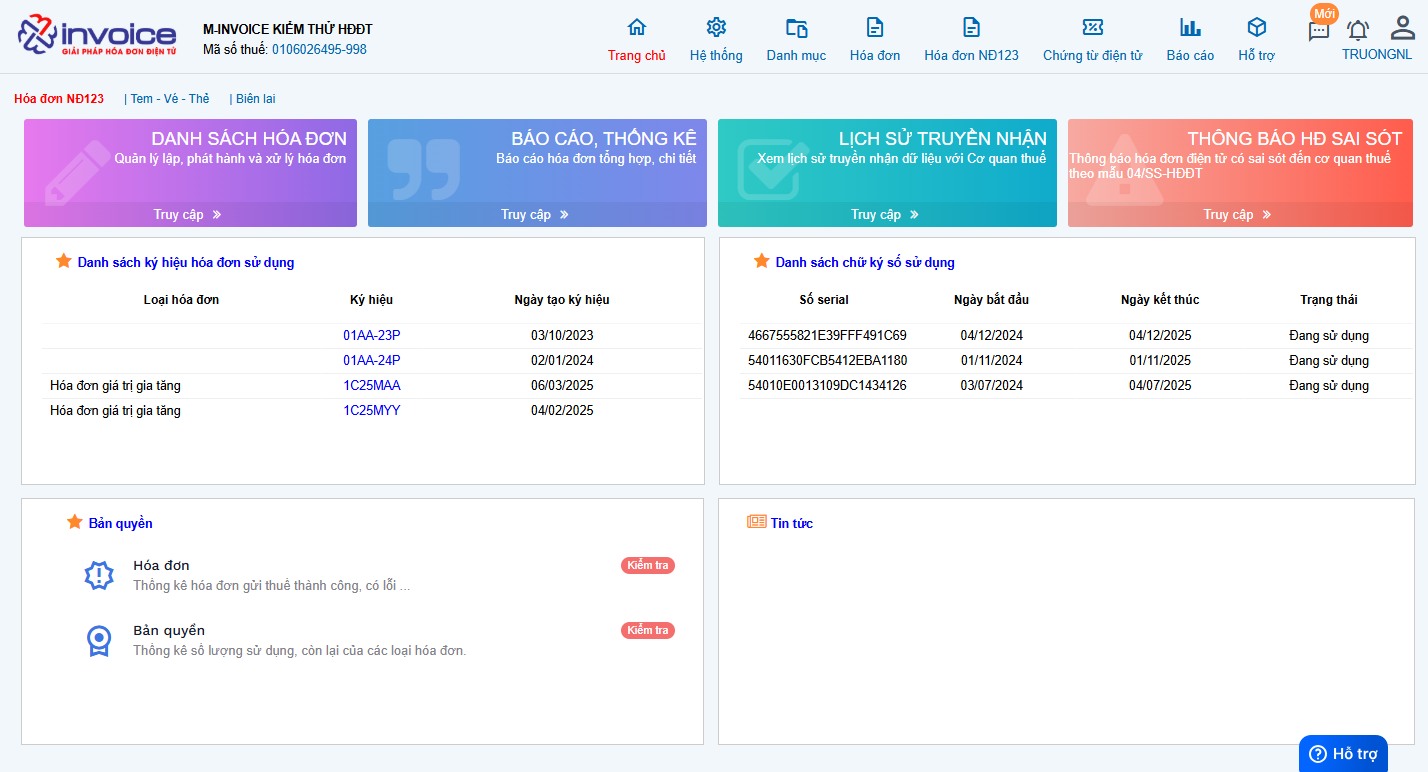 invoice
GIẢI PHÁP HÓA ĐƠN ĐIỆN TỬ
M-INVOICE KIỂM THỬ HĐĐT
Mã số thuế: 0106026495-998
Trang chủ
Hệ thống
Danh mục
Hóa đơn
Hóa đơn NĐ123
Chứng từ điện tử
Báo cáo
Hỗ trợ
Mới
TRUONGNL
Hóa đơn NĐ123 | Tem - Vé - Thẻ | Biên lai
DANH SÁCH HÓA ĐƠN
Quản lý lập, phát hành và xử lý hóa đơn
Truy cập »
BÁO CÁO, THỐNG KÊ
Báo cáo hóa đơn tổng hợp, chi tiết
Truy cập »
LỊCH SỬ TRUYỀN NHẬN
Xem lịch sử truyền nhận dữ liệu với Cơ quan thuế
Truy cập »
THÔNG BÁO HĐ SAI SÓT
Thông báo hóa đơn điện tử có sai sót đến cơ quan thuế
theo mẫu 04/SS-HĐĐT
Truy cập »
Danh sách ký hiệu hóa đơn sử dụng
Loại hóa đơn Ký hiệu Ngày tạo ký hiệu
01AA-23P 03/10/2023
01AA-24P 02/01/2024
Hóa đơn giá trị gia tăng 1C25MAA 06/03/2025
Hóa đơn giá trị gia tăng 1C25MYY 04/02/2025
Danh sách chữ ký số sử dụng
Số serial Ngày bắt đầu Ngày kết thúc Trạng thái
4667555821E39FFF491C69 04/12/2024 04/12/2025 Đang sử dụng
54011630FCB5412EBA1180 01/11/2024 01/11/2025 Đang sử dụng
54010E0013109DC1434126 03/07/2024 04/07/2025 Đang sử dụng
Bản quyền
Hóa đơn Kiểm tra
Thống kê hóa đơn gửi thuế thành công, có lỗi ...
Bản quyền Kiểm tra
Thống kê số lượng sử dụng, còn lại của các loại hóa đơn.
Tin tức
Hỗ trợ